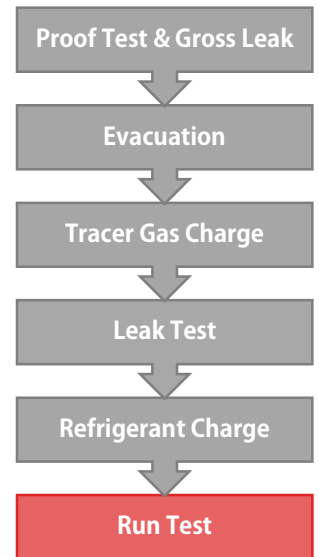 Proof Test & Gross Leak
Evacuation
Tracer Gas Charge
Leak Test
Refrigerant Charge
Run Test